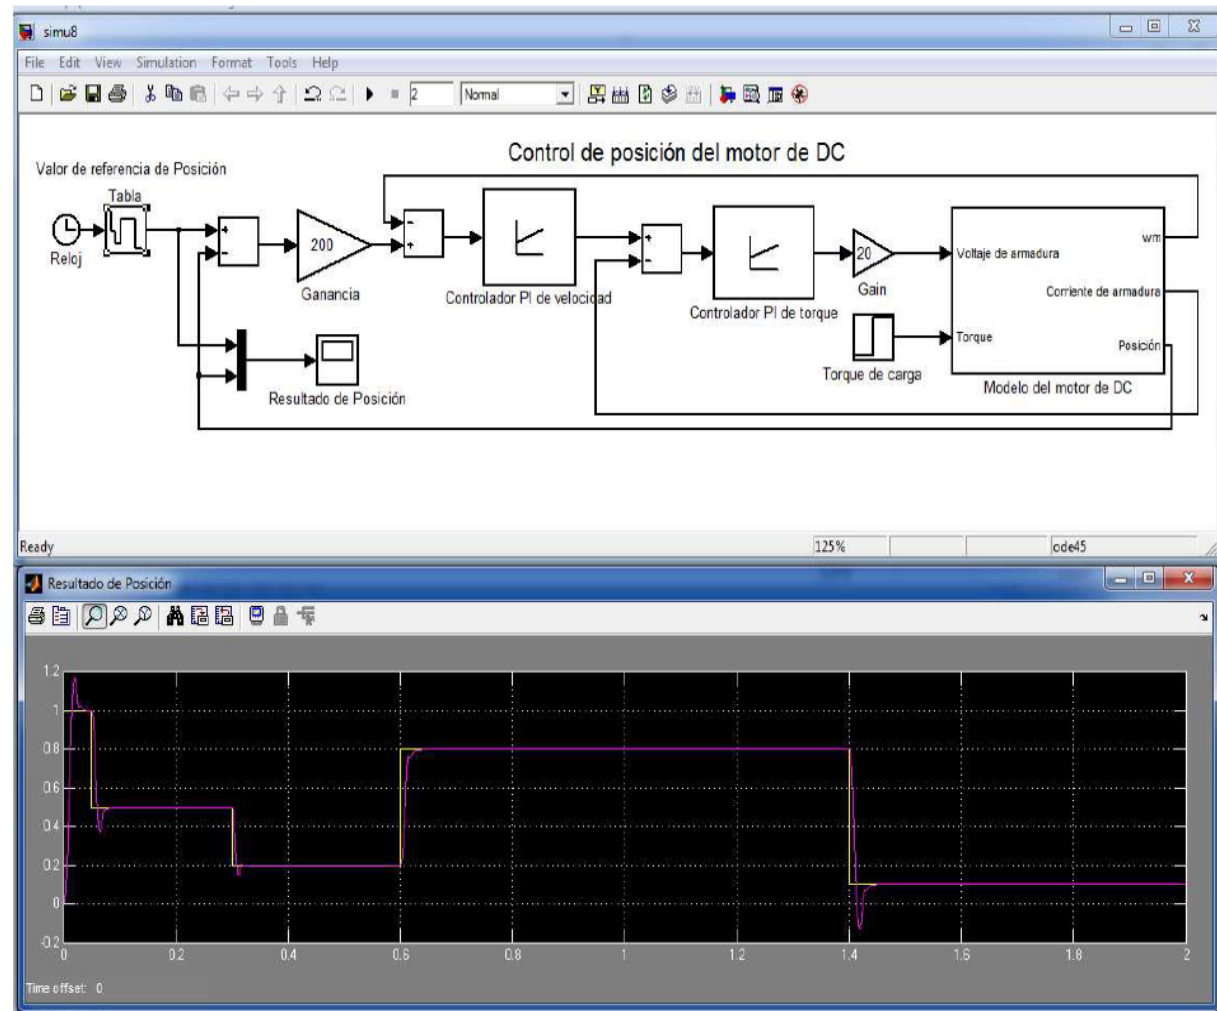 simu8
File Edit View Simulation Format Tools Help
2 Normal
Control de posición del motor de DC
Valor de referencia de Posición
Tabla
Reloj
+
-
200
Ganancia
-
+
Controlador PI de velocidad
+
-
Controlador PI de torque
20
Gain
Voltaje de armadura
wm
Corriente de armadura
Torque
Posición
Modelo del motor de DC
Torque de carga
Resultado de Posición
Ready 125% ode45
Resultado de Posición
1.2
1
0.8
0.6
0.4
0.2
0
-0.2
0 0.2 0.4 0.6 0.8 1 1.2 1.4 1.6 1.8 2
Time offset: 0